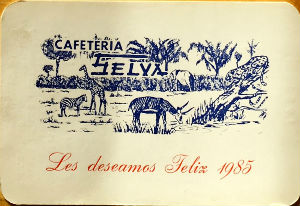 CAFETERIA
SELVA
Les deseamos Feliz 1985